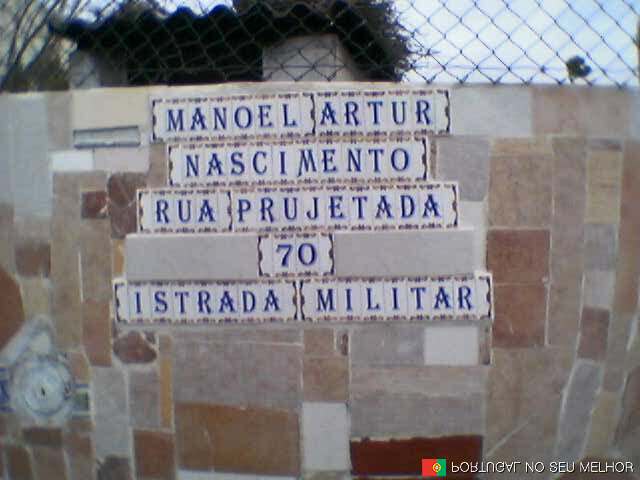 MANOEL ARTUR
NASCIMENTO
RUA PRUJETADA
70
ISTRADA MILITAR
PORTUGAL NO SEU MELHOR